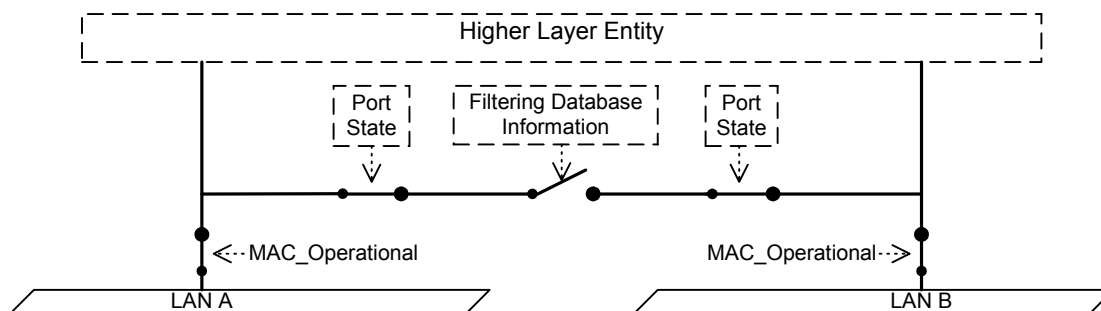 Higher Layer Entity
Port
State
Filtering Database
Information
Port
State
MAC_Operational
MAC_Operational
LAN A
LAN B